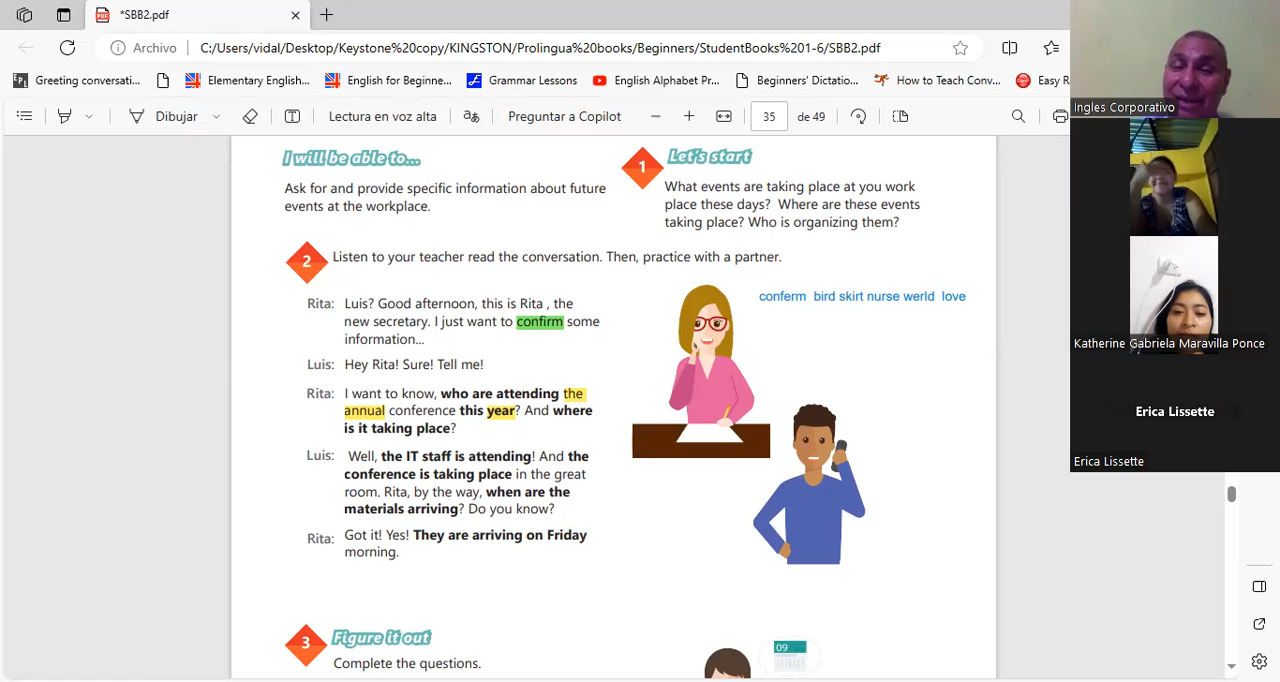 *SBB2.pdf
Archivo
C:/Users/vidal/Desktop/Keystone%20copy/KINGSTON/Prolingua%20books/Beginners/StudentBooks%201-6/SBB2.pdf
Greeting conversati...
Elementary English...
English for Beginne...
Grammar Lessons
English Alphabet Pr...
Beginners' Dictatio...
How to Teach Conv...
Easy R
Dibujar
Lectura en voz alta
Preguntar a Copilot
35
de 49
I will be able to...
Ask for and provide specific information about future
events at the workplace.
1
Let's start
What events are taking place at you work
place these days? Where are these events
taking place? Who is organizing them?
2
Listen to your teacher read the conversation. Then, practice with a partner.
conferm bird skirt nurse werld love
Rita: Luis? Good afternoon, this is Rita , the
new secretary. I just want to confirm some
information...
Luis: Hey Rita! Sure! Tell me!
Rita: I want to know, who are attending the
annual conference this year? And where
is it taking place?
Luis: Well, the IT staff is attending! And the
conference is taking place in the great
room. Rita, by the way, when are the
materials arriving? Do you know?
Rita: Got it! Yes! They are arriving on Friday
morning.
3
Figure it out
Complete the questions.
09
Ingles Corporativo
Katherine Gabriela Maravilla Ponce
Erica Lissette
Erica Lissette